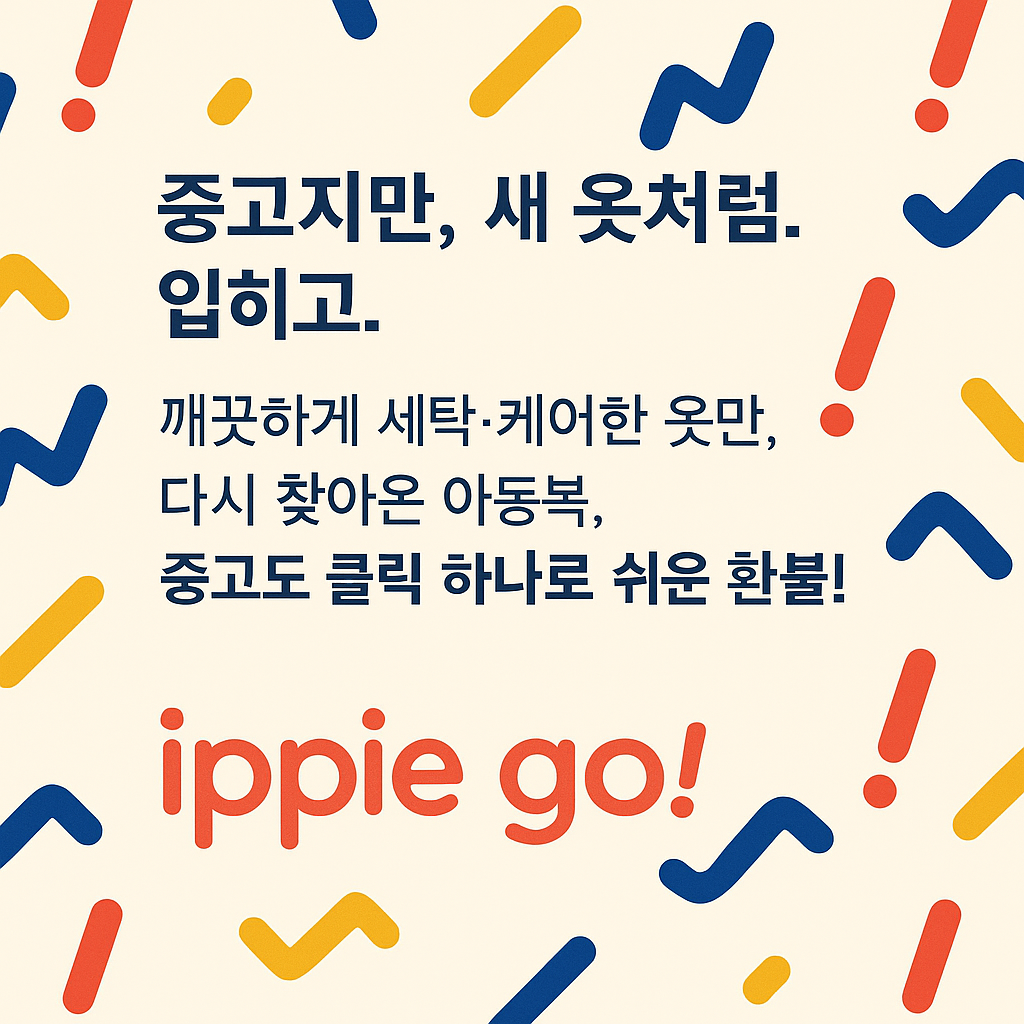 중고지만, 새 옷처럼.
입히고.
깨끗하게 세탁·케어한 옷만,
다시 찾아온 아동복,
중고도 클릭 하나로 쉬운 환불!
ippie go!